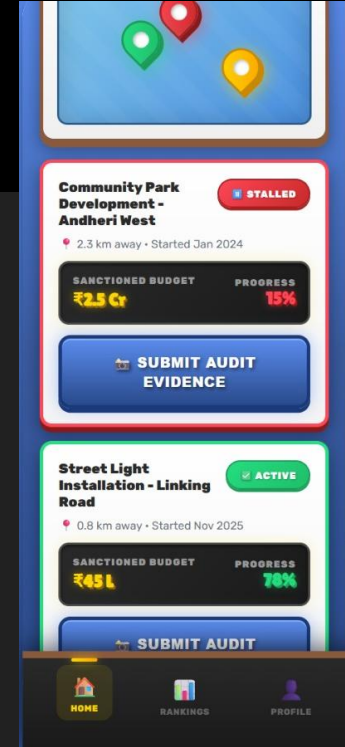 Community Park
Development -
Andheri West
STALLED
2.3 km away • Started Jan 2024
SANCTIONED BUDGET
PROGRESS
₹2.5 Cr
15%
SUBMIT AUDIT
EVIDENCE
Street Light
Installation - Linking
Road
ACTIVE
0.8 km away • Started Nov 2025
SANCTIONED BUDGET
PROGRESS
₹45 L
78%
SUBMIT AUDIT
HOME
RANKINGS
PROFILE